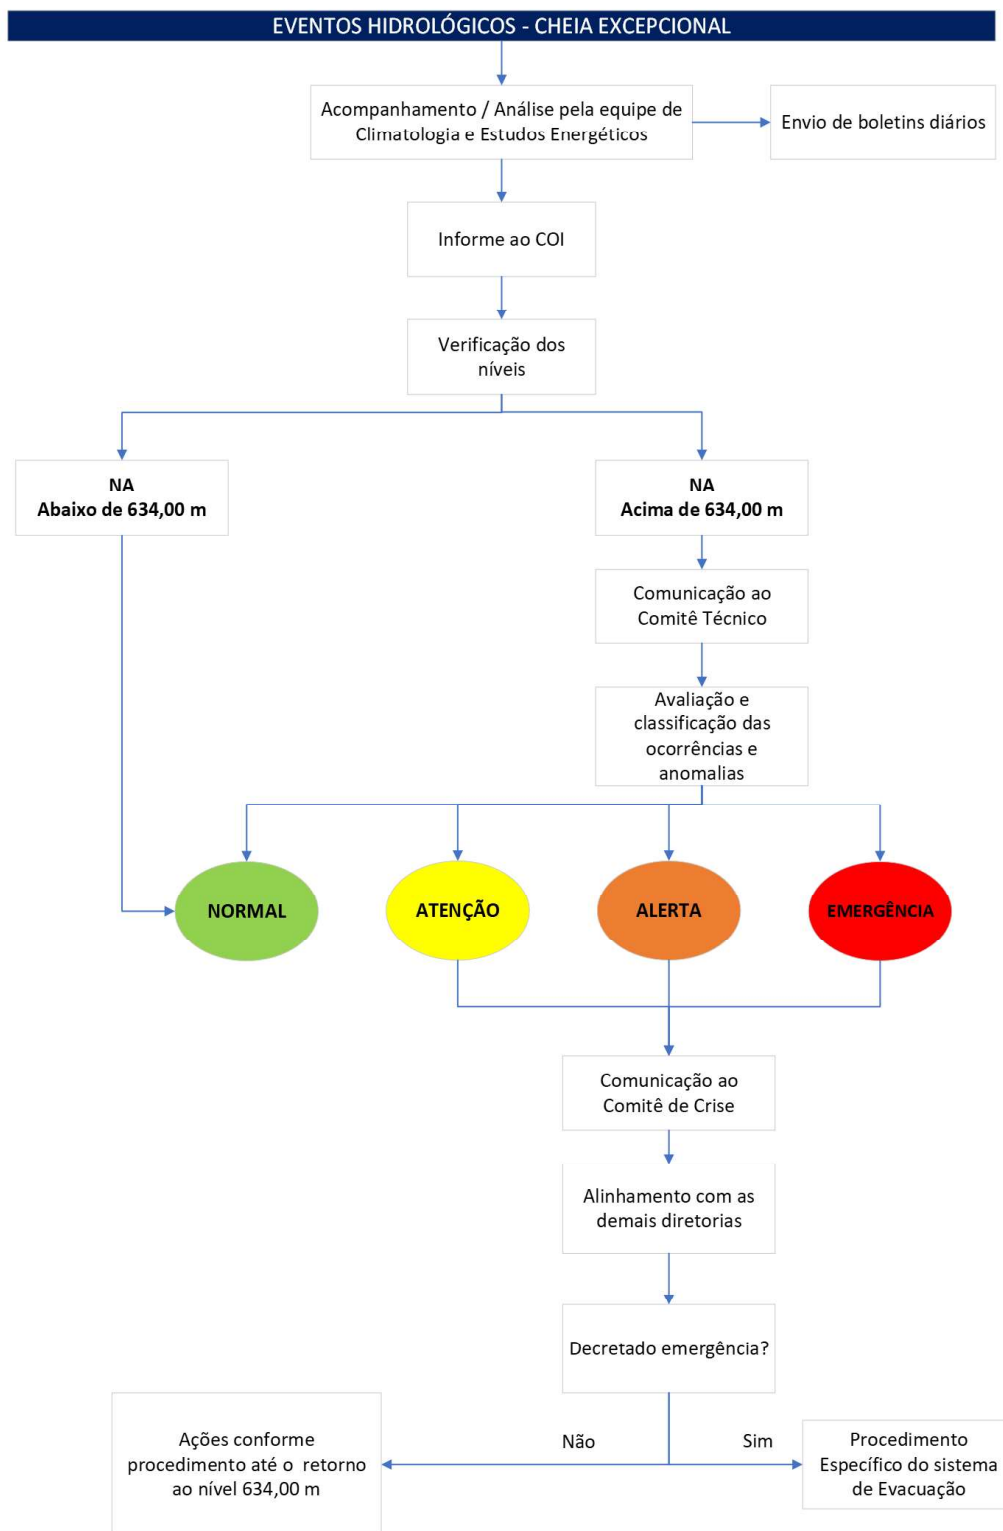 EVENTOS HIDROLÓGICOS - CHEIA EXCEPCIONAL
Acompanhamento / Análise pela equipe de
Climatologia e Estudos Energéticos
Envio de boletins diários
Informe ao COI
Verificação dos
níveis
NA
Abaixo de 634,00 m
NA
Acima de 634,00 m
Comunicação ao
Comitê Técnico
Avaliação e
classificação das
ocorrências e
anomalias
NORMAL
ATENÇÃO
ALERTA
EMERGÊNCIA
Comunicação ao
Comitê de Crise
Alinhamento com as
demais diretorias
Decretado emergência?
Não
Sim
Ações conforme
procedimento até o retorno
ao nível 634,00 m
Procedimento
Específico do sistema
de Evacuação